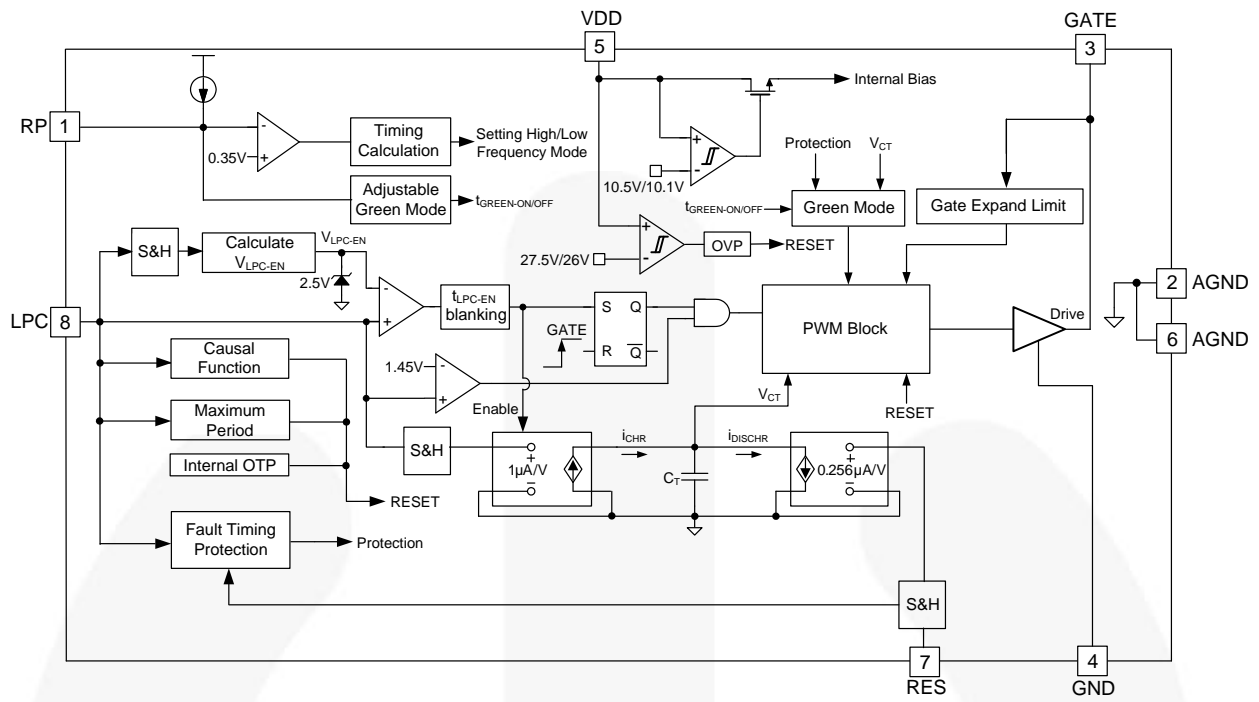 VDD
5
GATE
3
Internal Bias
RP
1
-
+
0.35V
Timing
Calculation
Setting High/Low
Frequency Mode
+
-
10.5V/10.1V
Protection
VCT
Adjustable
Green Mode
tGREEN-ON/OFF
tGREEN-ON/OFF
Green Mode
Gate Expand Limit
S&H
Calculate
VLPC-EN
VLPC-EN
2.5V
+
-
27.5V/26V
OVP
RESET
LPC
8
-
+
tLPC-EN
blanking
S
Q
R
Q
GATE
PWM Block
Drive
2
AGND
6
AGND
Causal
Function
1.45V
-
+
Enable
VCT
RESET
Maximum
Period
Internal OTP
RESET
S&H
+
1µA/V
-
iCHR
CT
iDISCHR
+
0.256µA/V
-
Fault Timing
Protection
Protection
S&H
7
RES
4
GND